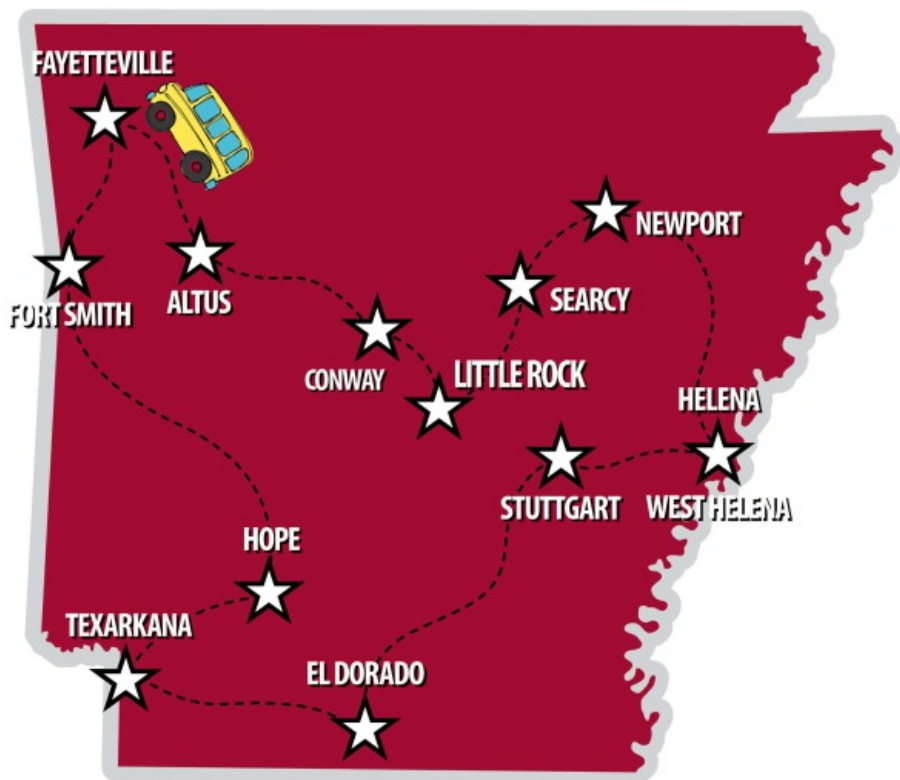 FAYETTEVILLE
NEWPORT
SEARCY
ALTUS
FORT SMITH
CONWAY
LITTLE ROCK
HELENA
WEST HELENA
STUTTGART
HOPE
TEXARKANA
EL DORADO